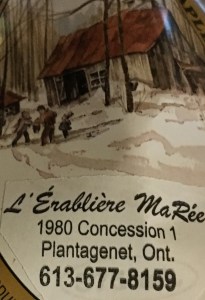 L'Érablière MaRée
1980 Concession 1
Plantagenet, Ont.
613-677-8159